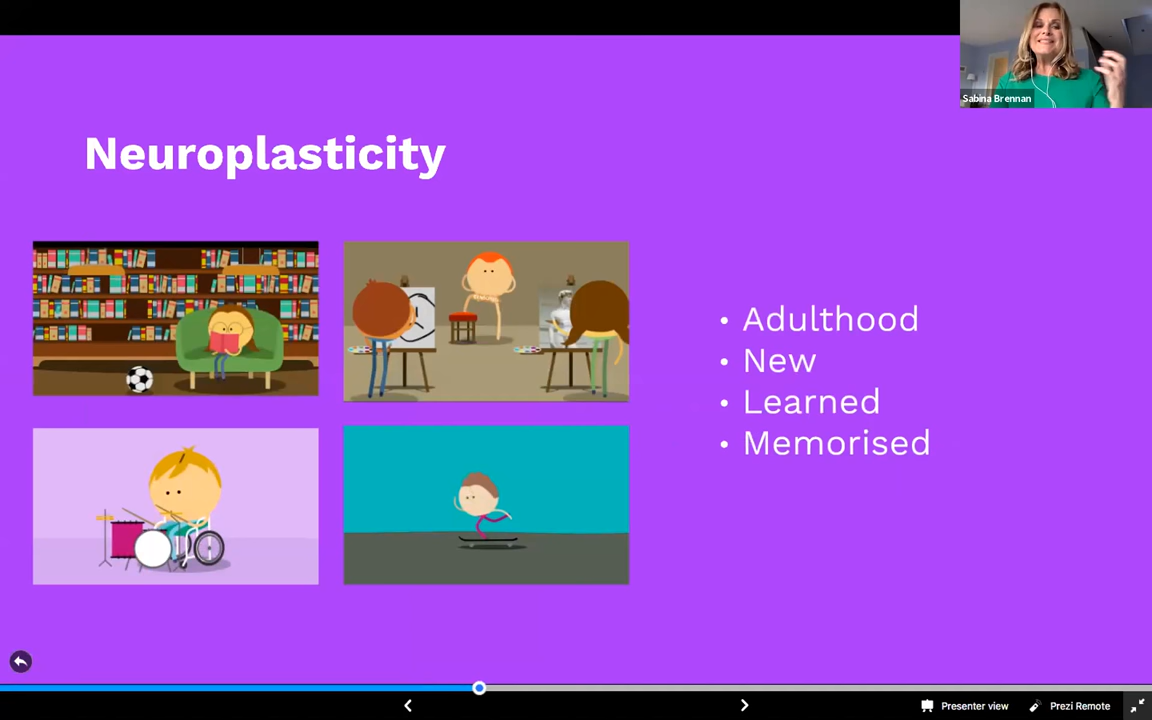 Sabina Brennan
Neuroplasticity
• Adulthood
• New
• Learned
• Memorised
Presenter view
Prezi Remote